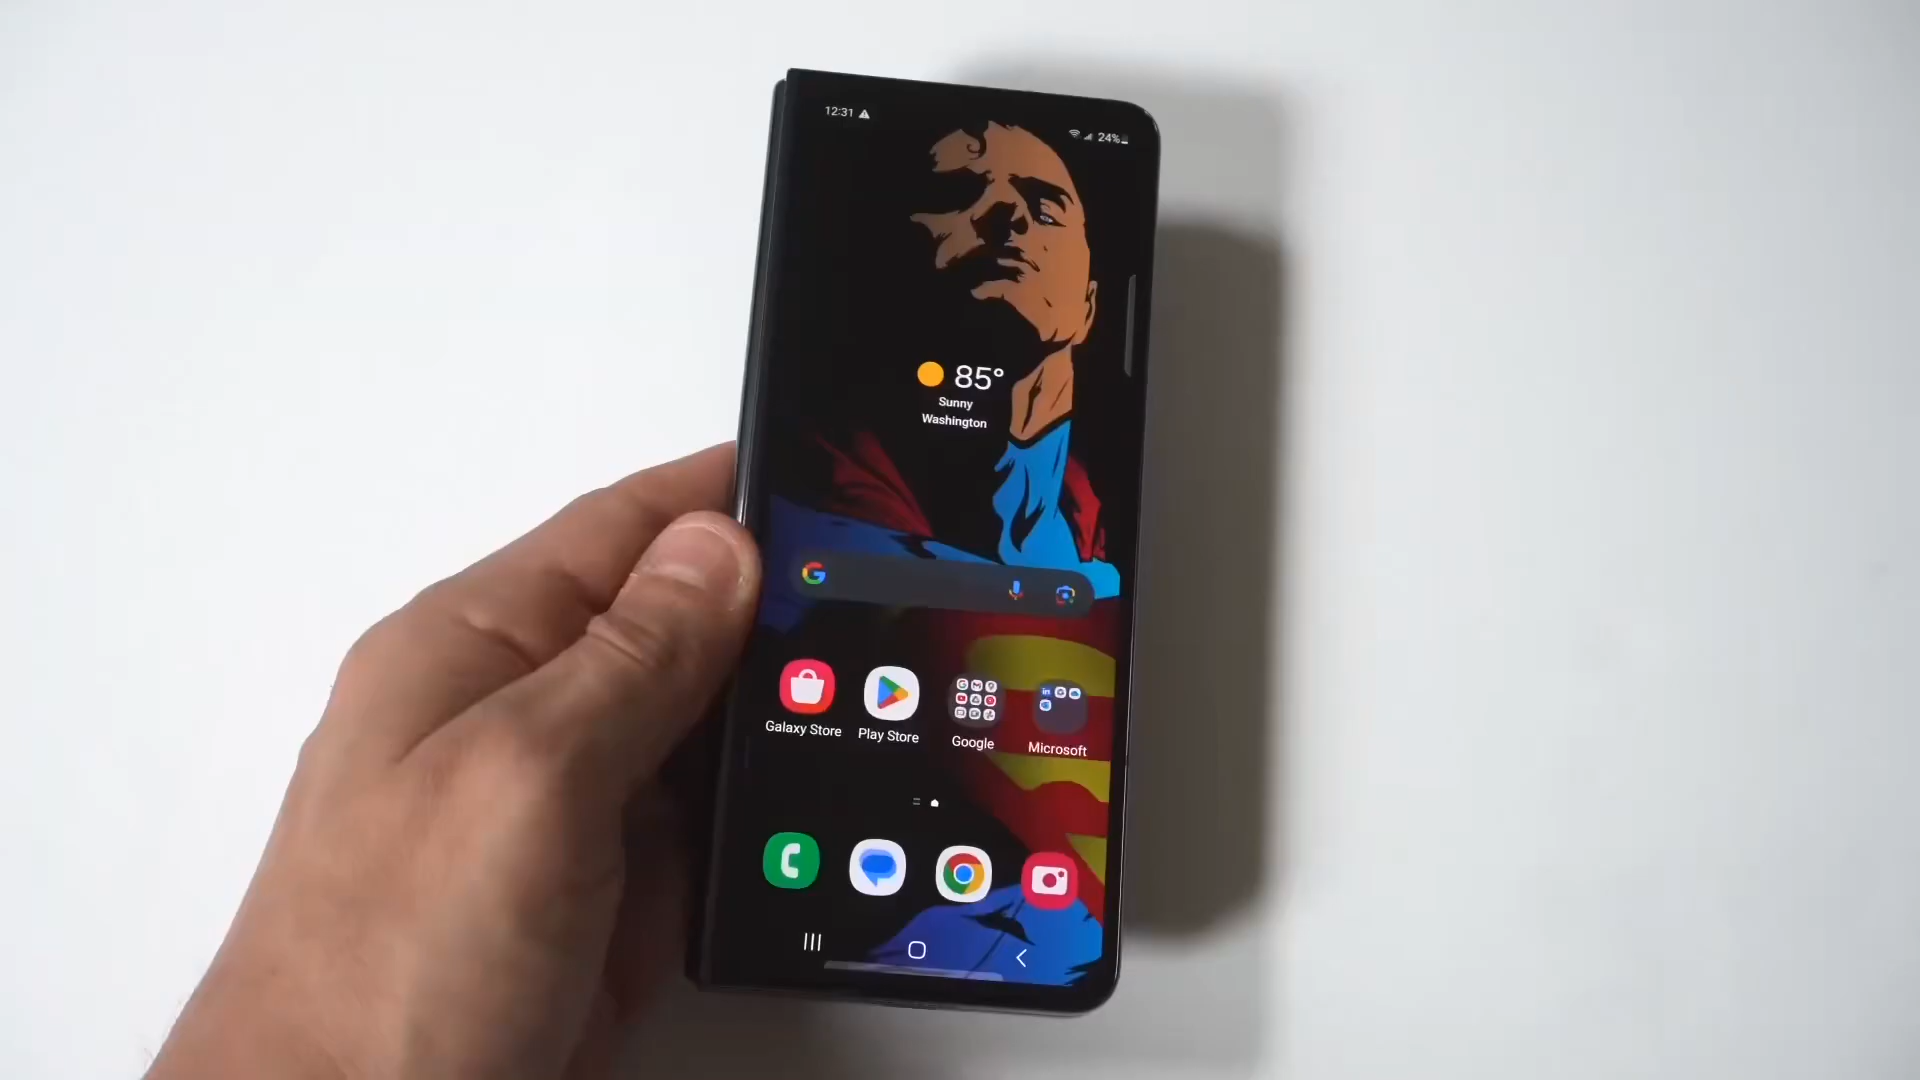 12:31
24%
85°
Sunny
Washington
Galaxy Store
Play Store
Google
Microsoft